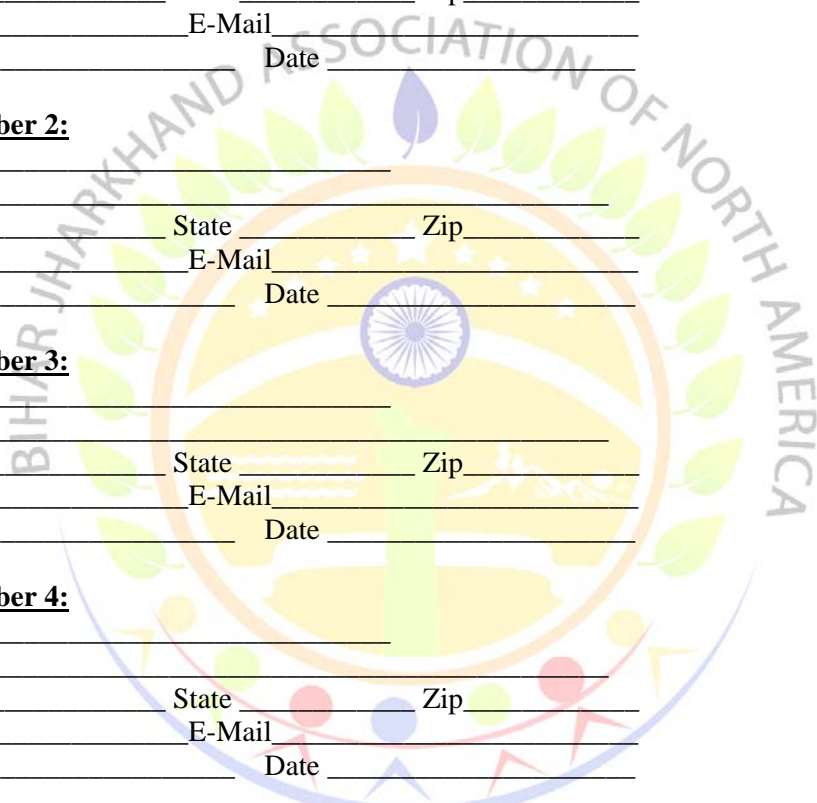 E-Mail
Date
ber 2:
State Zip
E-Mail
Date
ber 3:
State Zip
E-Mail
Date
ber 4:
State Zip
E-Mail
Date
BIHAR JHARKHAND ASSOCIATION OF NORTH AMERICA